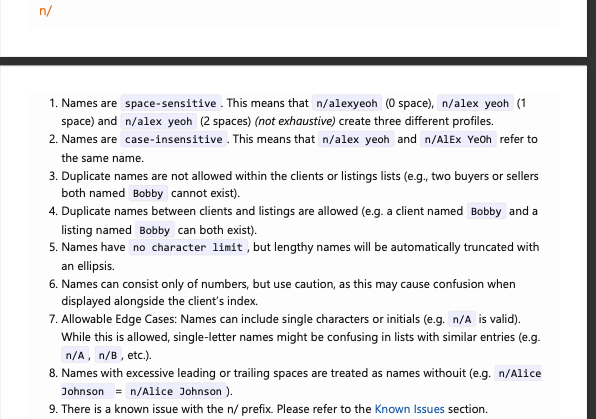 n/
1. Names are space-sensitive. This means that n/alexyeoh (0 space), n/alex yeoh (1
space) and n/alex yeoh (2 spaces) (not exhaustive) create three different profiles.
2. Names are case-insensitive. This means that n/alex yeoh and n/AlEx YeOh refer to
the same name.
3. Duplicate names are not allowed within the clients or listings lists (e.g., two buyers or sellers
both named Bobby cannot exist).
4. Duplicate names between clients and listings are allowed (e.g. a client named Bobby and a
listing named Bobby can both exist).
5. Names have no character limit, but lengthy names will be automatically truncated with
an ellipsis.
6. Names can consist only of numbers, but use caution, as this may cause confusion when
displayed alongside the client's index.
7. Allowable Edge Cases: Names can include single characters or initials (e.g. n/A is valid).
While this is allowed, single-letter names might be confusing in lists with similar entries (e.g.
n/A, n/B, etc.).
8. Names with excessive leading or trailing spaces are treated as names withouit (e.g. n/Alice
Johnson = n/Alice Johnson).
9. There is a known issue with the n/ prefix. Please refer to the Known Issues section.